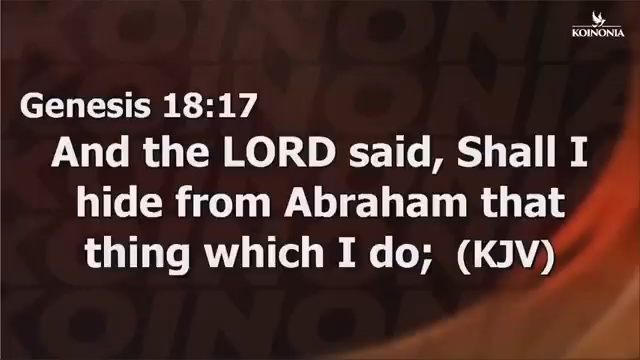 KOINONIA
Genesis 18:17
And the LORD said, Shall I
hide from Abraham that
thing which I do; (KJV)